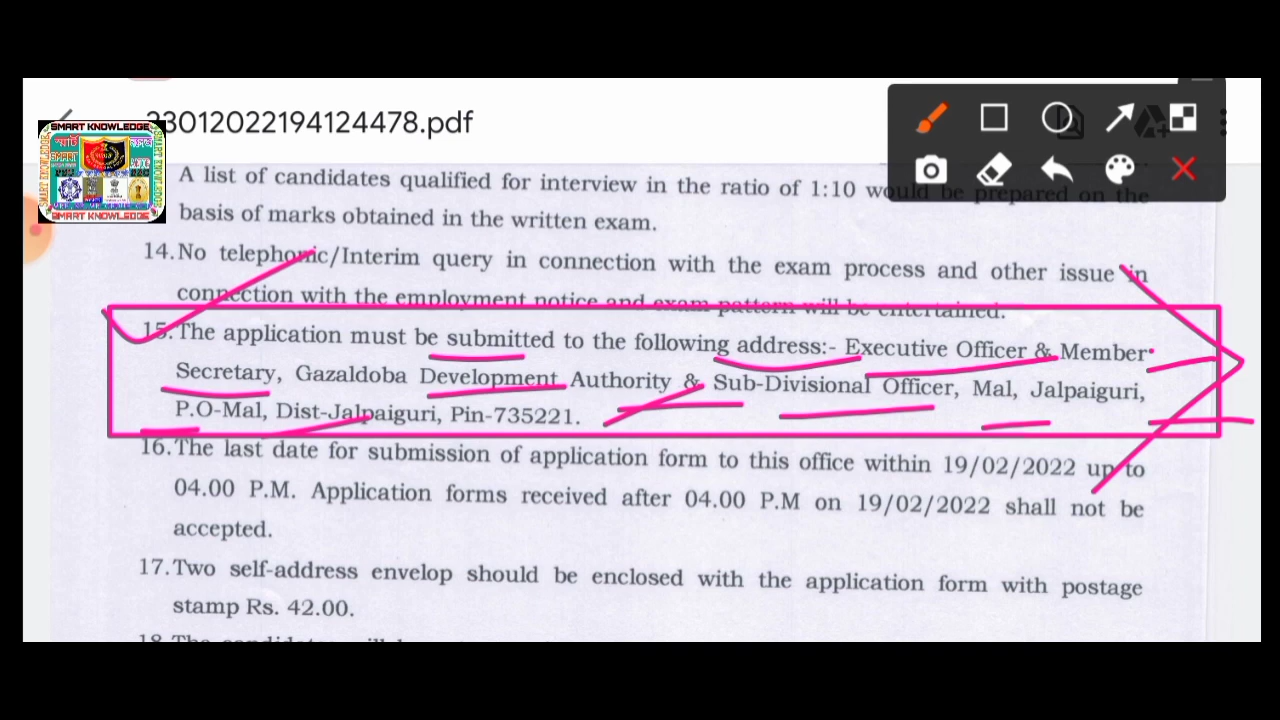 33012022194124478.pdf
SMART KNOWLEDGE
SMART KNOWLEDGE
A list of candidates qualified for interview in the ratio of 1:10 would be prepared on the
basis of marks obtained in the written exam.
14. No telephonic/Interim query in connection with the exam process and other issue in
connection with the employment notice and exam pattern will be entertained.
15. The application must be submitted to the following address:- Executive Officer & Member
Secretary, Gazaldoba Development Authority & Sub-Divisional Officer, Mal, Jalpaiguri,
P.O-Mal, Dist-Jalpaiguri, Pin-735221.
16. The last date for submission of application form to this office within 19/02/2022 up to
04.00 P.M. Application forms received after 04.00 P.M on 19/02/2022 shall not be
accepted.
17. Two self-address envelop should be enclosed with the application form with postage
stamp Rs. 42.00.